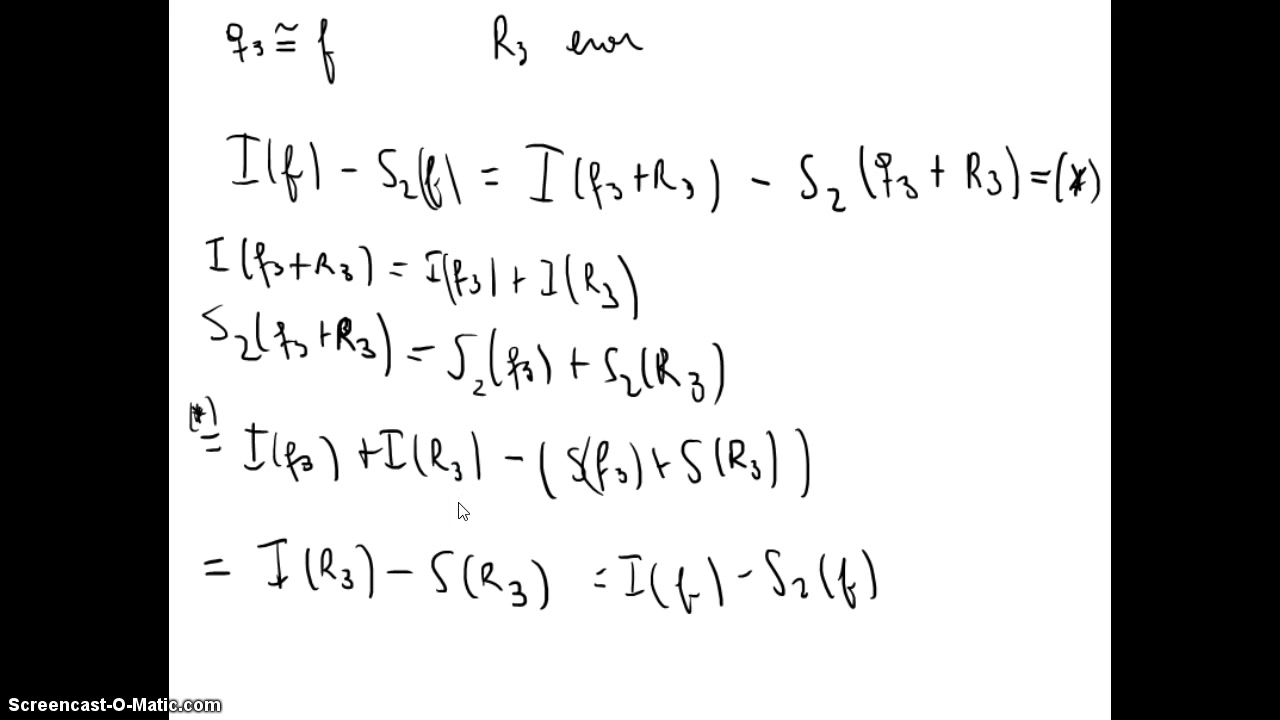 P₃ ≅ f R₃ error
I(f) - S₂(f) = I(P₃+R₃) - S₂(P₃+R₃) = (*)
I(P₃+R₃) = I(P₃) + I(R₃)
S₂(P₃+R₃) = S₂(P₃) + S₂(R₃)
(*)
= I(P₃) + I(R₃) - (S(P₃) + S(R₃))
= I(R₃) - S(R₃) = I(f) - S₂(f)
Screencast-O-Matic.com